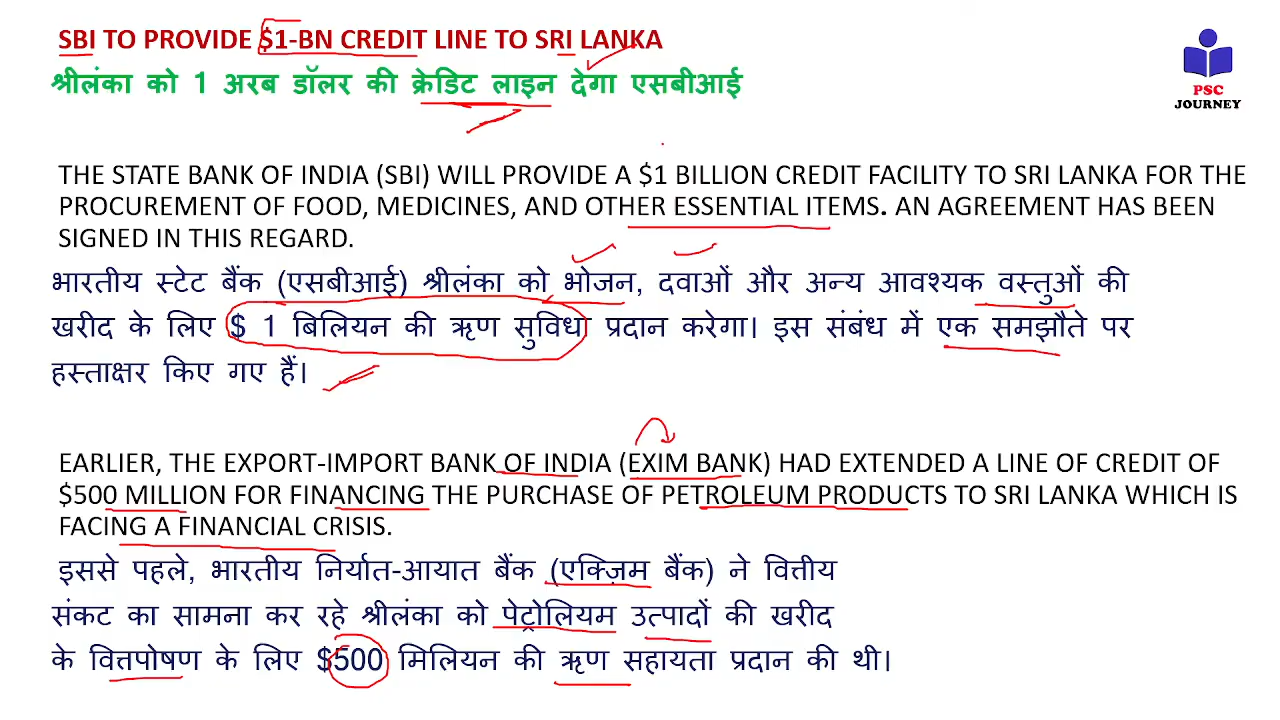 SBI TO PROVIDE $1-BN CREDIT LINE TO SRI LANKA
श्रीलंका को 1 अरब डॉलर की क्रेडिट लाइन देगा एसबीआई
PSC
JOURNEY
THE STATE BANK OF INDIA (SBI) WILL PROVIDE A $1 BILLION CREDIT FACILITY TO SRI LANKA FOR THE
PROCUREMENT OF FOOD, MEDICINES, AND OTHER ESSENTIAL ITEMS. AN AGREEMENT HAS BEEN
SIGNED IN THIS REGARD.
भारतीय स्टेट बैंक (एसबीआई) श्रीलंका को भोजन, दवाओं और अन्य आवश्यक वस्तुओं की
खरीद के लिए $ 1 बिलियन की ऋण सुविधा प्रदान करेगा। इस संबंध में एक समझौते पर
हस्ताक्षर किए गए हैं।
EARLIER, THE EXPORT-IMPORT BANK OF INDIA (EXIM BANK) HAD EXTENDED A LINE OF CREDIT OF
$500 MILLION FOR FINANCING THE PURCHASE OF PETROLEUM PRODUCTS TO SRI LANKA WHICH IS
FACING A FINANCIAL CRISIS.
इससे पहले, भारतीय निर्यात-आयात बैंक (एक्ज़िम बैंक) ने वित्तीय
संकट का सामना कर रहे श्रीलंका को पेट्रोलियम उत्पादों की खरीद
के वित्तपोषण के लिए $500 मिलियन की ऋण सहायता प्रदान की थी।